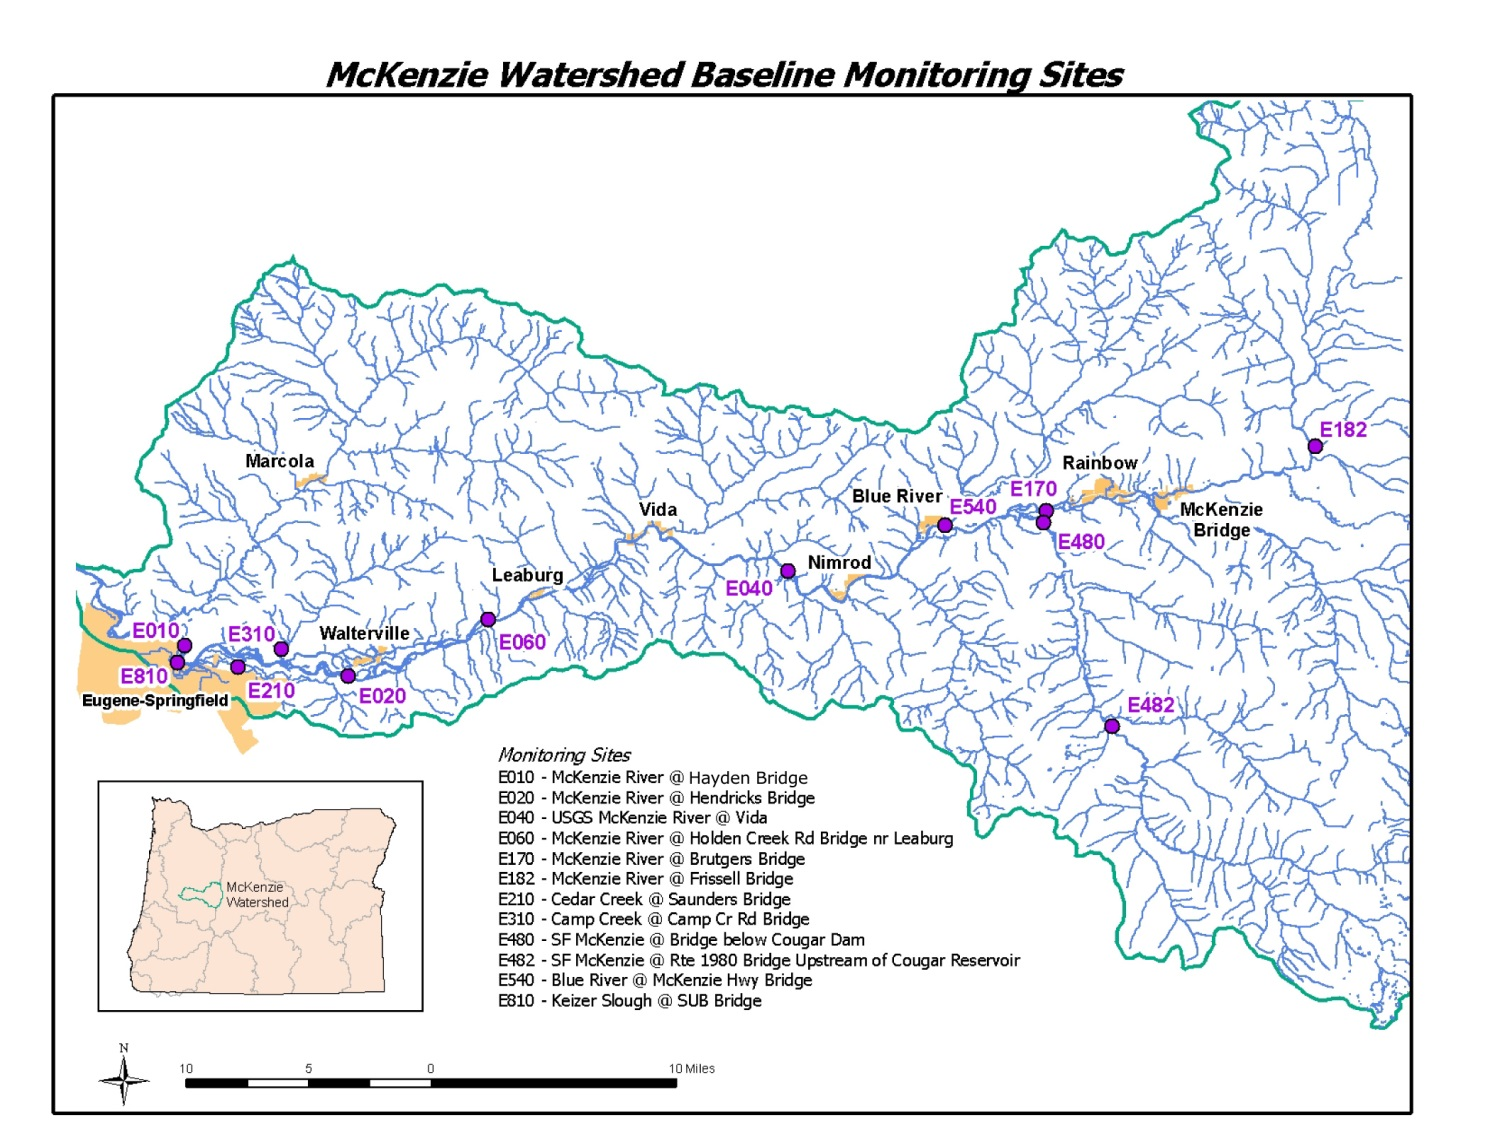 McKenzie Watershed Baseline Monitoring Sites
E182
Marcola
Rainbow
E170
Blue River
E540
McKenzie
Bridge
Vida
E480
Nimrod
Leaburg
E040
E010
E310
Walterville
E060
E810
E210
E020
Eugene-Springfield
E482
Monitoring Sites
E010 - McKenzie River @ Hayden Bridge
E020 - McKenzie River @ Hendricks Bridge
E040 - USGS McKenzie River @ Vida
E060 - McKenzie River @ Holden Creek Rd Bridge nr Leaburg
E170 - McKenzie River @ Brutgers Bridge
E182 - McKenzie River @ Frissell Bridge
E210 - Cedar Creek @ Saunders Bridge
E310 - Camp Creek @ Camp Cr Rd Bridge
E480 - SF McKenzie @ Bridge below Cougar Dam
E482 - SF McKenzie @ Rte 1980 Bridge Upstream of Cougar Reservoir
E540 - Blue River @ McKenzie Hwy Bridge
E810 - Keizer Slough @ SUB Bridge
McKenzie
Watershed
N
10 5 0 10 Miles